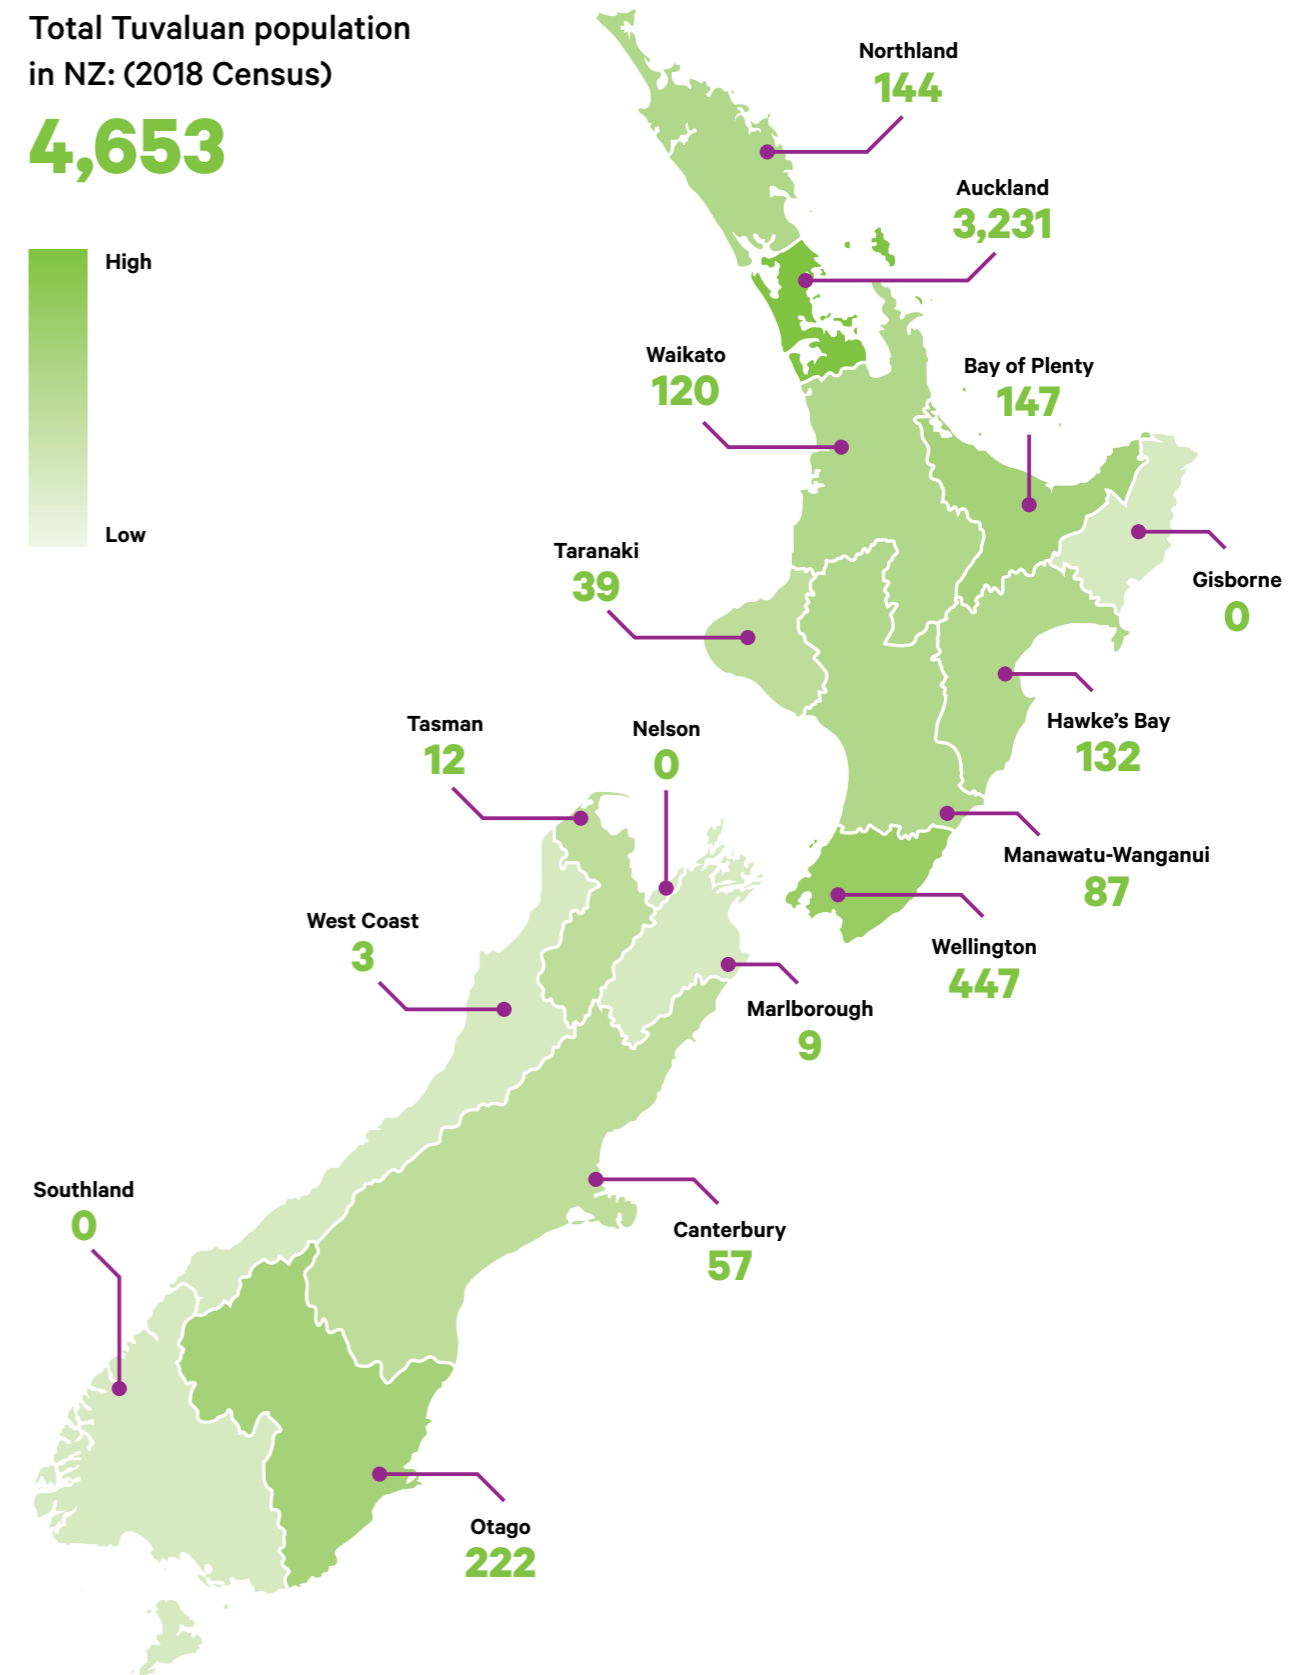 Total Tuvaluan population
in NZ: (2018 Census)
4,653
High
Low
Northland
144
Auckland
3,231
Waikato
120
Bay of Plenty
147
Taranaki
39
Gisborne
0
Hawke’s Bay
132
Tasman
12
Nelson
0
Manawatu-Wanganui
87
West Coast
3
Wellington
447
Marlborough
9
Southland
0
Canterbury
57
Otago
222